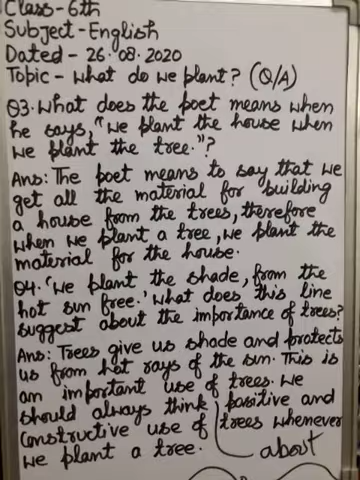 Class-6th
Subject-English
Dated - 26.08.2020
Topic - What do we plant? (Q/A)
Q3. What does the poet means when
he says, "We plant the house when
we plant the tree."?
Ans: The poet means to say that we
get all the material for building
a house from the trees, therefore
when we plant a tree, we plant the
material for the house.
Q4. 'We plant the shade, from the
hot sun free.' What does this line
suggest about the importance of trees?
Ans: Trees give us shade and protects
us from hot rays of the sun. This is
an important use of trees. We
should always think positive and
constructive use of trees whenever
we plant a tree.
about